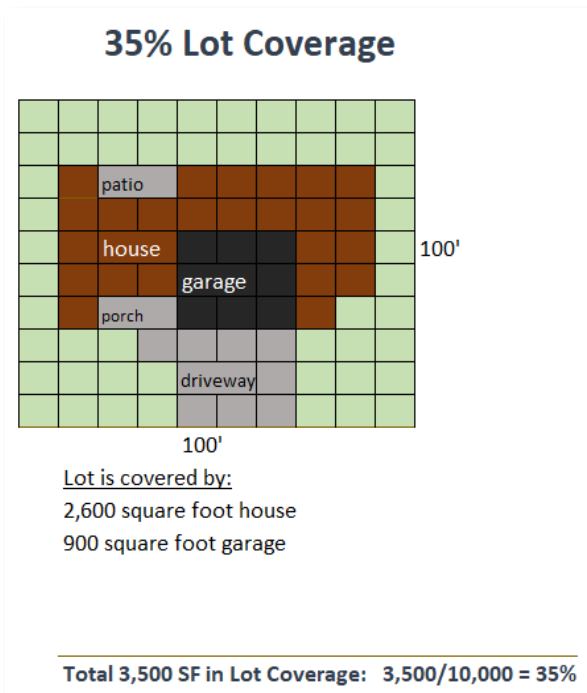 35% Lot Coverage
patio
house
100'
garage
porch
driveway
100'
Lot is covered by:
2,600 square foot house
900 square foot garage
Total 3,500 SF in Lot Coverage: 3,500/10,000 = 35%